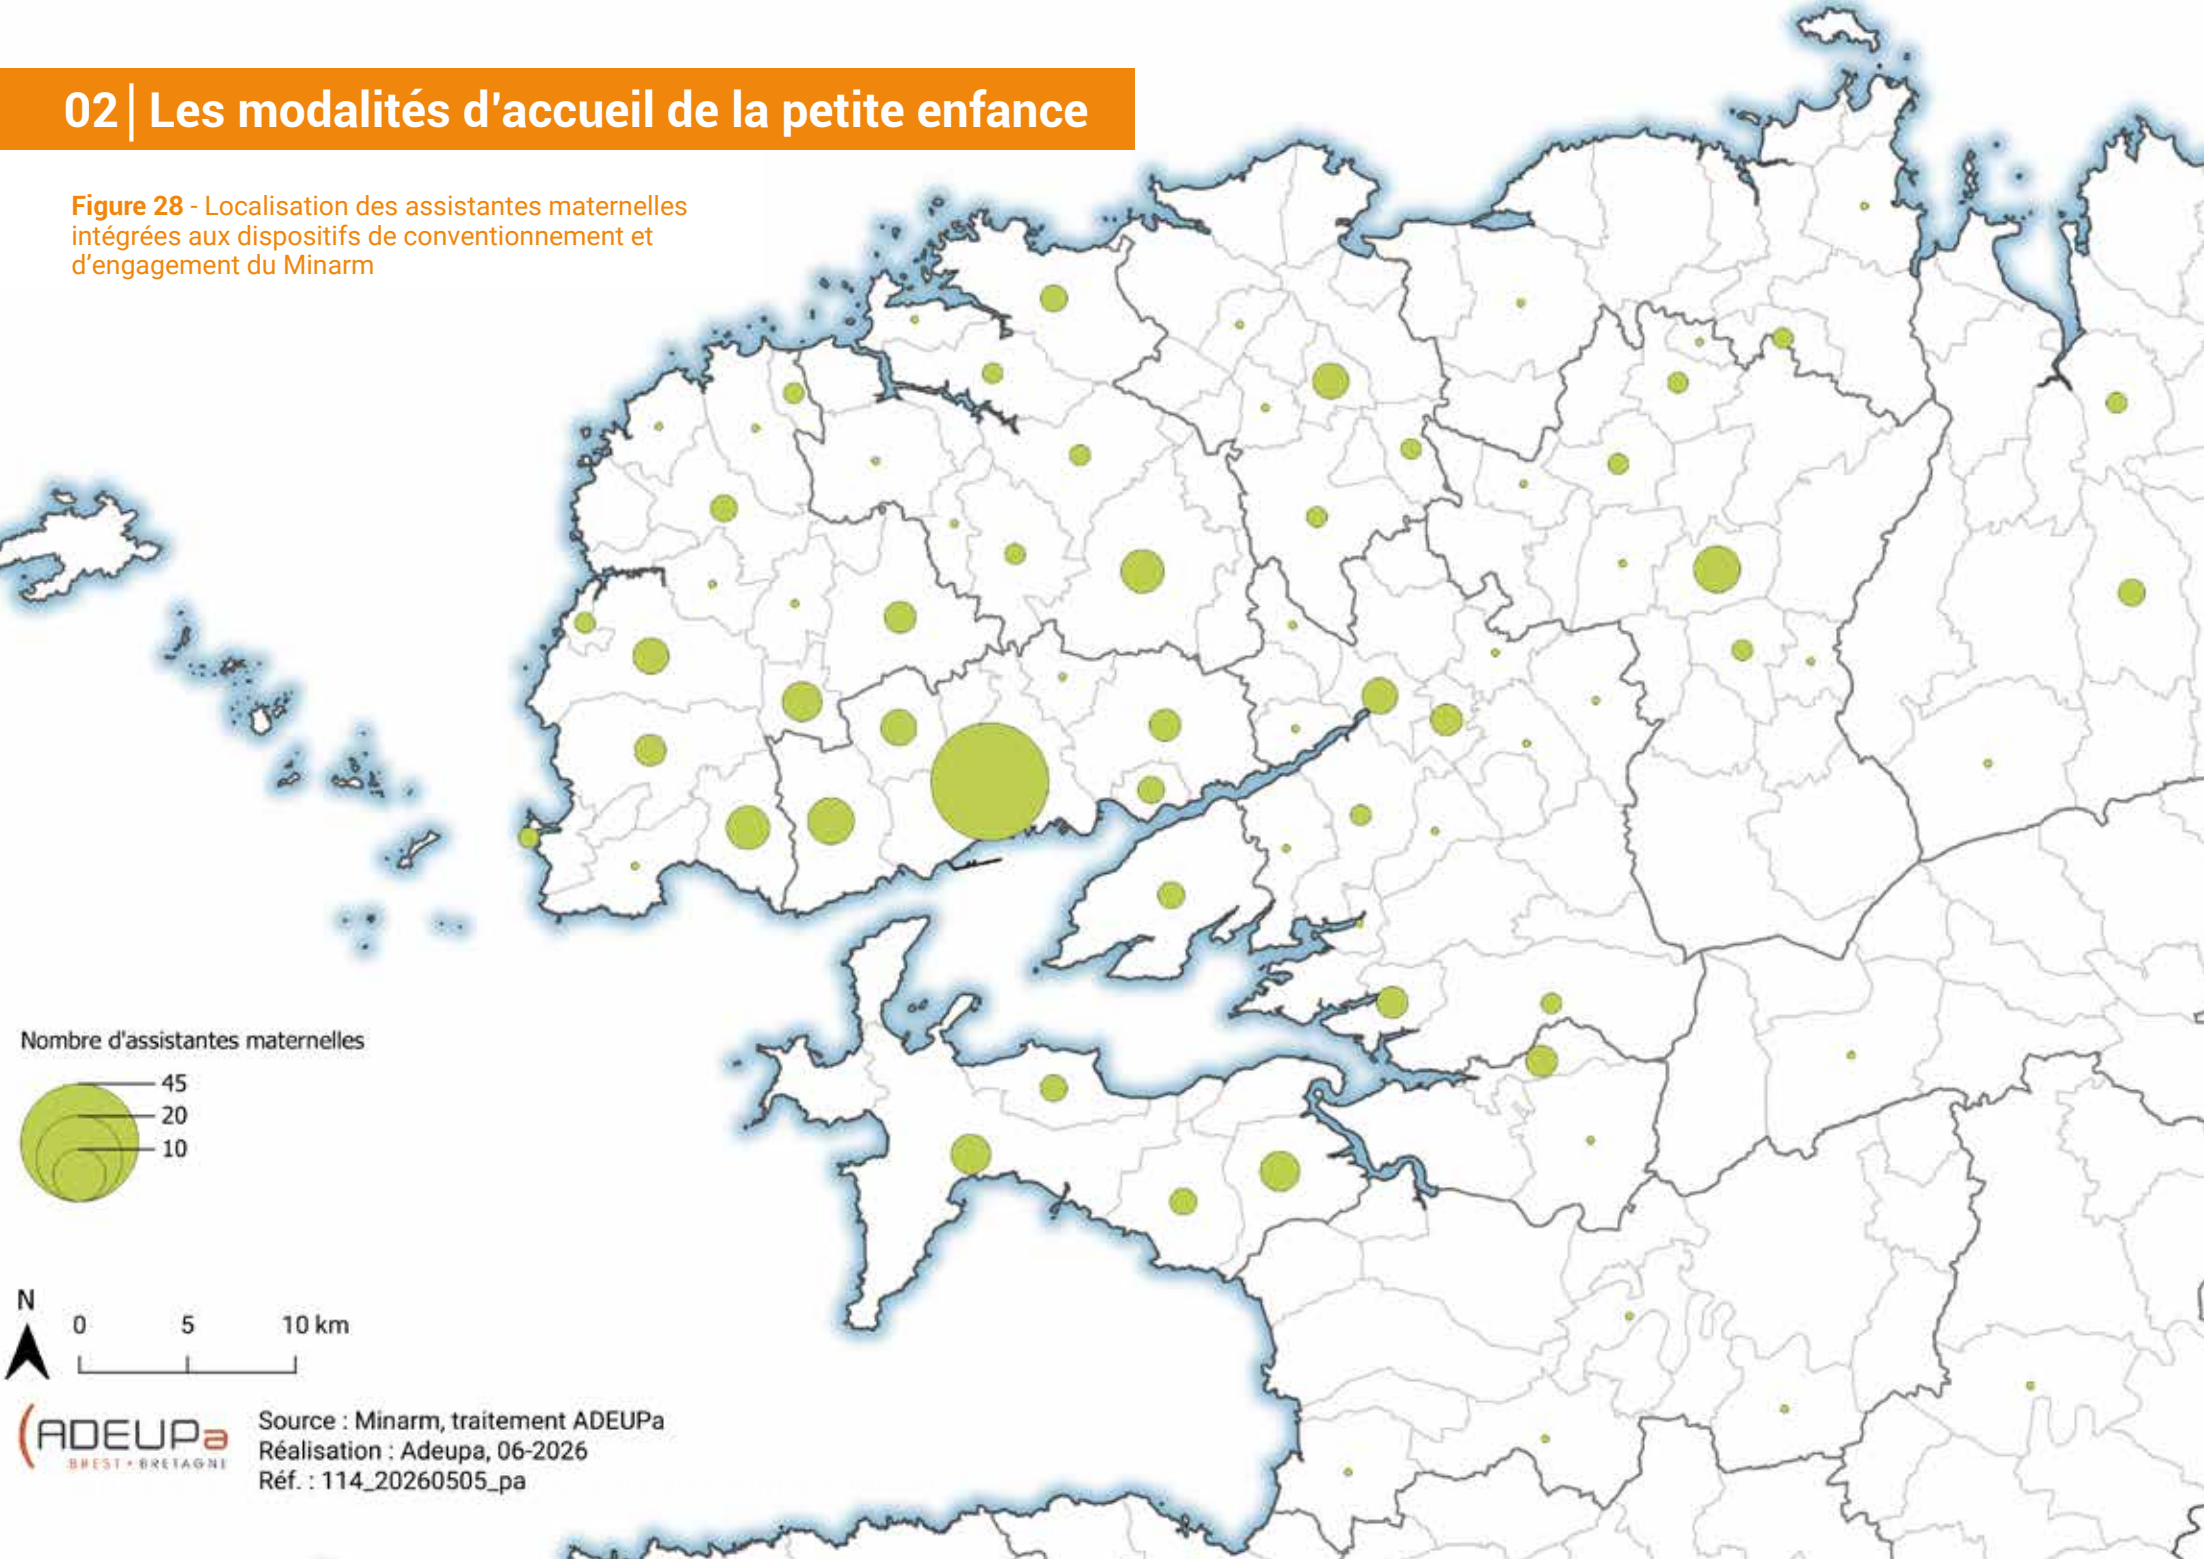 02 | Les modalités d'accueil de la petite enfance
Figure 28 - Localisation des assistantes maternelles
intégrées aux dispositifs de conventionnement et
d’engagement du Minarm
Nombre d'assistantes maternelles
45
20
10
N
0 5 10 km
ADEUPa
BREST • BRETAGNE
Source : Minarm, traitement ADEUPa
Réalisation : Adeupa, 06-2026
Réf. : 114_20260505_pa